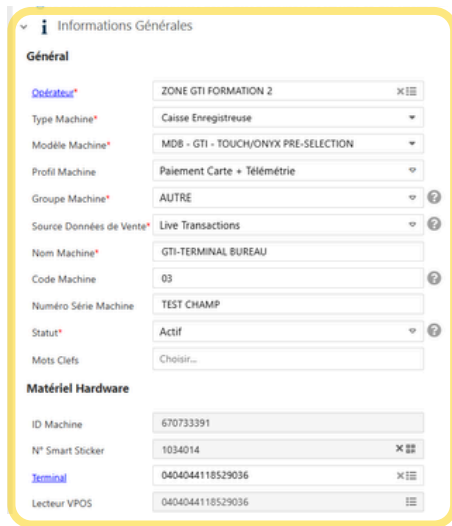 Informations Générales
Général
Opérateur* ZONE GTI FORMATION 2
Type Machine* Caisse Enregistreuse
Modèle Machine* MDB - GTI - TOUCH/ONYX PRE-SELECTION
Profil Machine Paiement Carte + Télémétrie
Groupe Machine* AUTRE
Source Données de Vente* Live Transactions
Nom Machine* GTI-TERMINAL BUREAU
Code Machine 03
Numéro Série Machine TEST CHAMP
Statut* Actif
Mots Clefs Choisir...
Matériel Hardware
ID Machine 670733391
N° Smart Sticker 1034014
Terminal 0404044118529036
Lecteur VPOS 0404044118529036